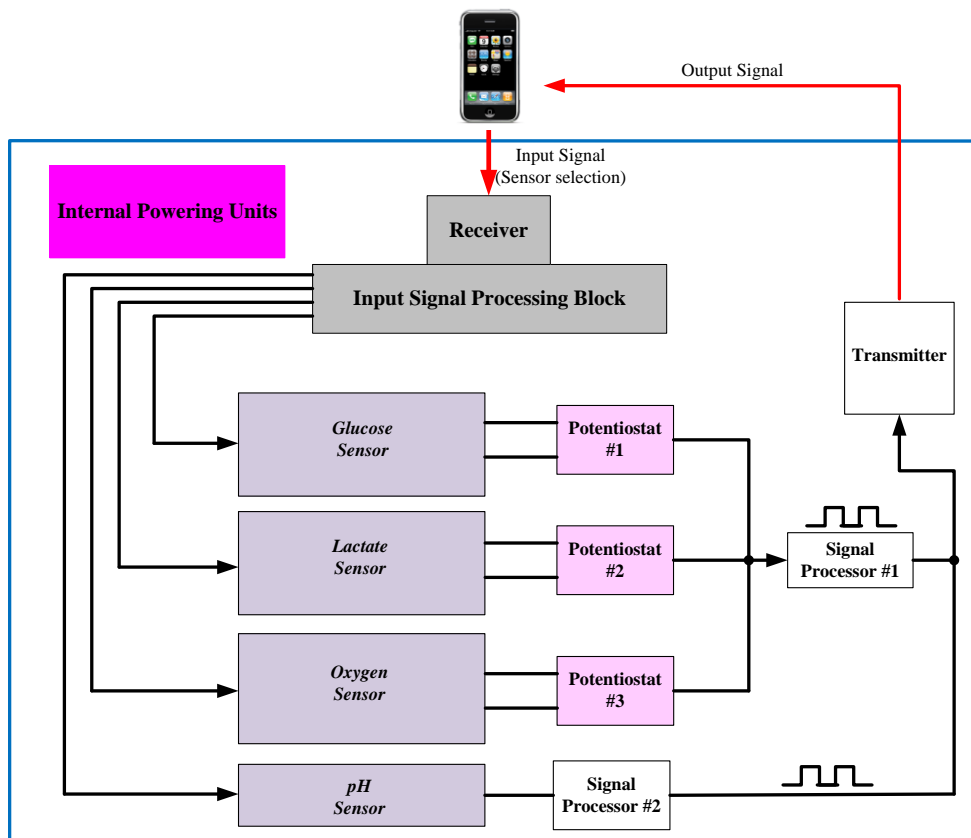 Output Signal
Input Signal
(Sensor selection)
Internal Powering Units
Receiver
Input Signal Processing Block
Transmitter
Glucose
Sensor
Potentiostat
#1
Lactate
Sensor
Potentiostat
#2
Signal
Processor #1
Oxygen
Sensor
Potentiostat
#3
pH
Sensor
Signal
Processor #2